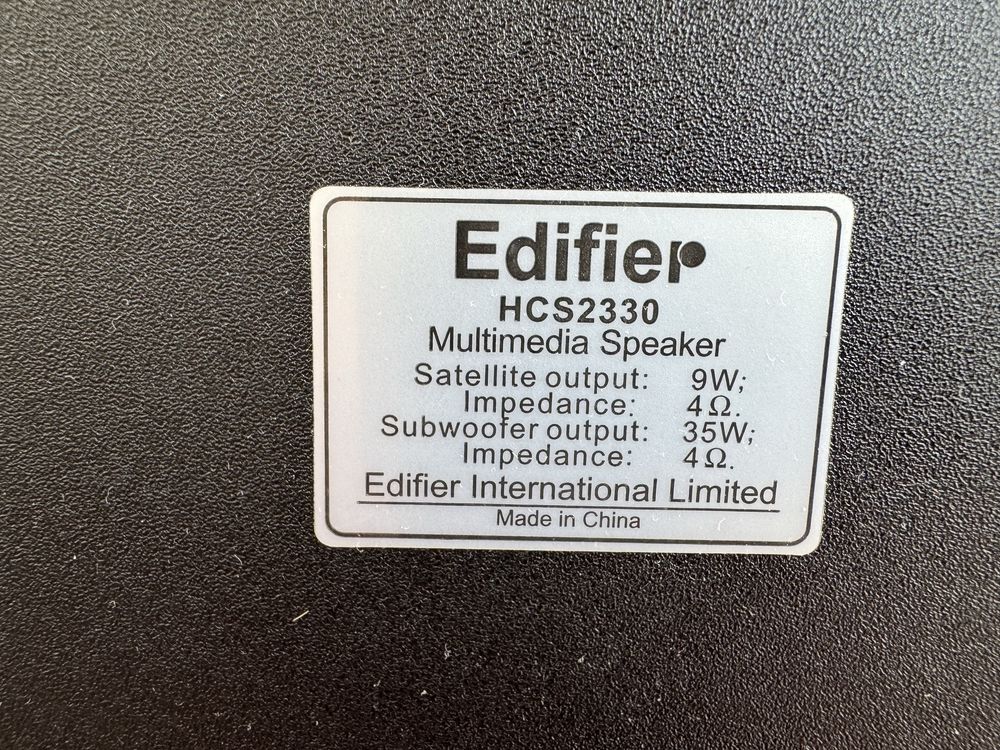 Edifier
HCS2330
Multimedia Speaker
Satellite output: 9W;
Impedance: 4Ω.
Subwoofer output: 35W;
Impedance: 4Ω.
Edifier International Limited
Made in China